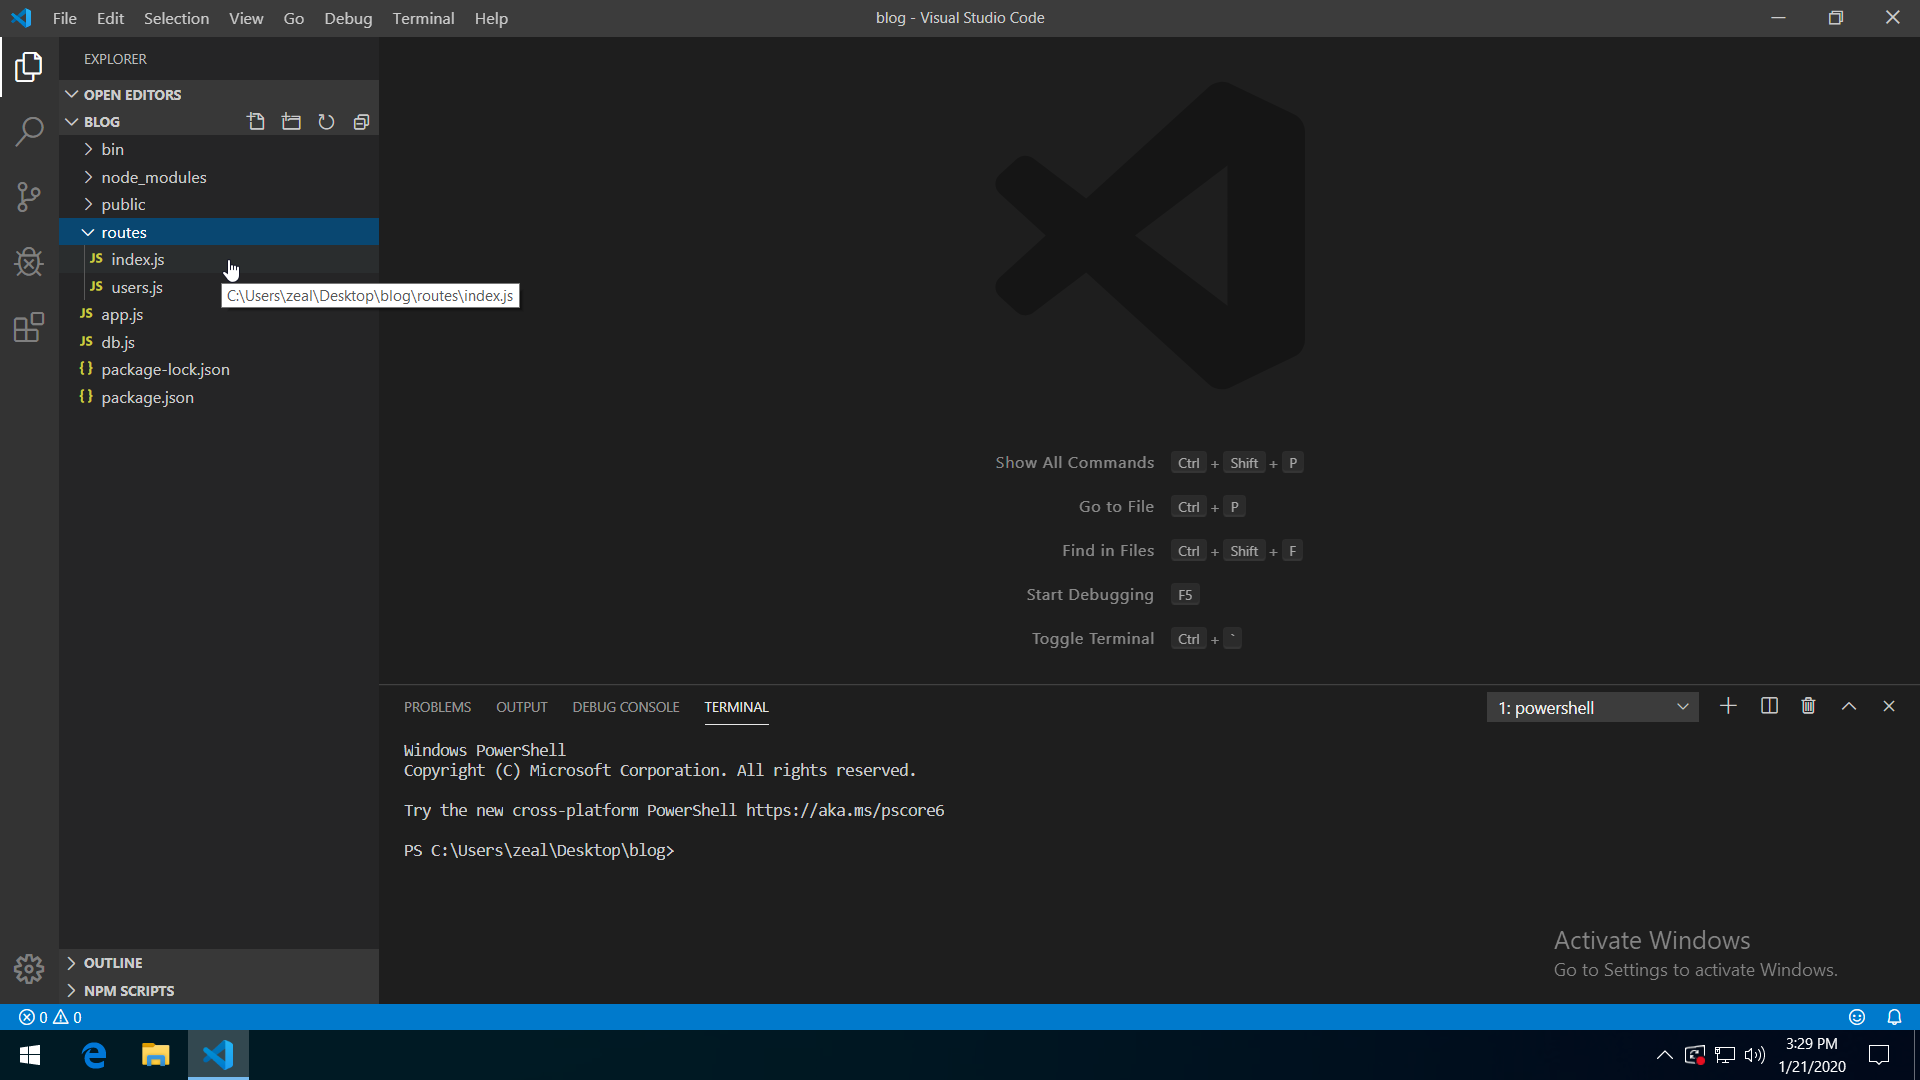 File Edit Selection View Go Debug Terminal Help
blog - Visual Studio Code
EXPLORER
OPEN EDITORS
BLOG
bin
node_modules
public
routes
JS index.js
JS users.js
C:\Users\zeal\Desktop\blog\routes\index.js
JS app.js
JS db.js
{} package-lock.json
{} package.json
OUTLINE
NPM SCRIPTS
Show All Commands Ctrl + Shift + P
Go to File Ctrl + P
Find in Files Ctrl + Shift + F
Start Debugging F5
Toggle Terminal Ctrl + `
PROBLEMS OUTPUT DEBUG CONSOLE TERMINAL
1: powershell
Windows PowerShell
Copyright (C) Microsoft Corporation. All rights reserved.
Try the new cross-platform PowerShell https://aka.ms/pscore6
PS C:\Users\zeal\Desktop\blog>
Activate Windows
Go to Settings to activate Windows.
0 0
3:29 PM
1/21/2020